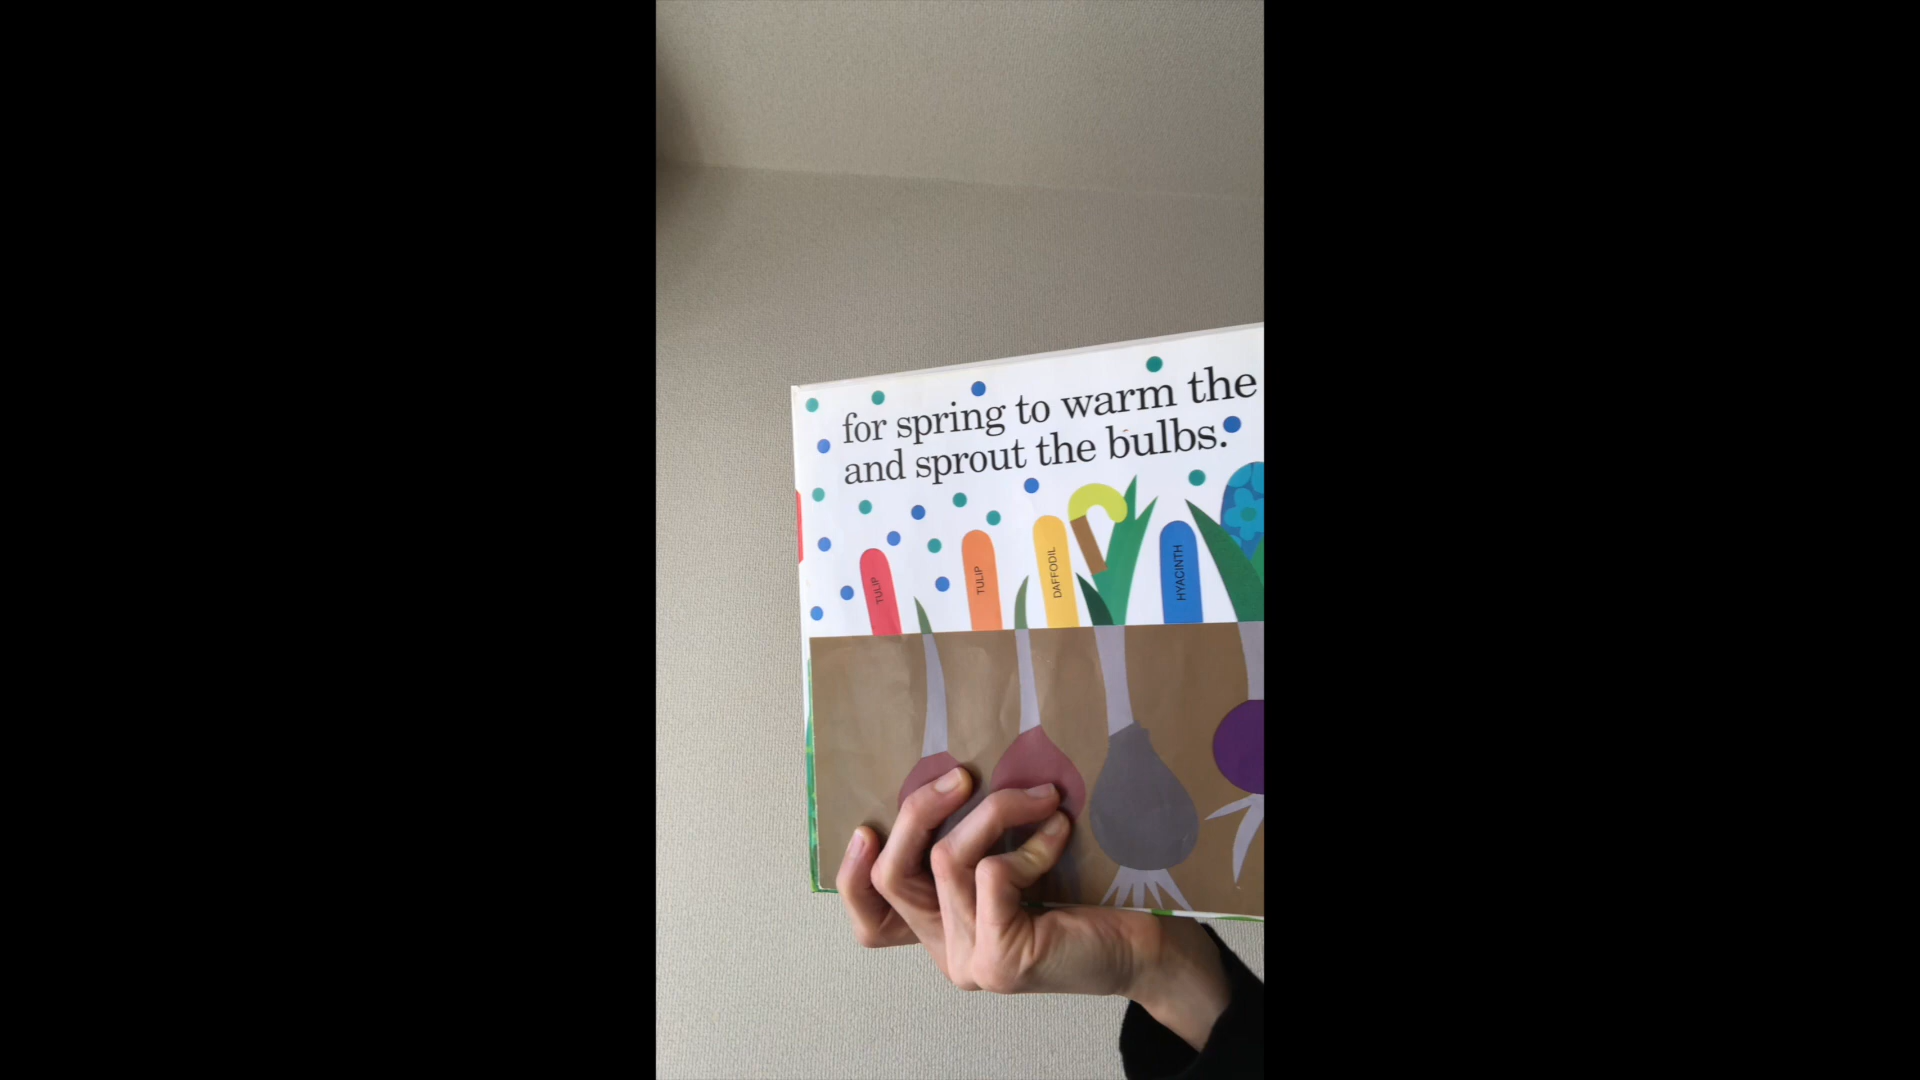 for spring to warm the
and sprout the bulbs.
TULIP
TULIP
DAFFODIL
HYACINTH